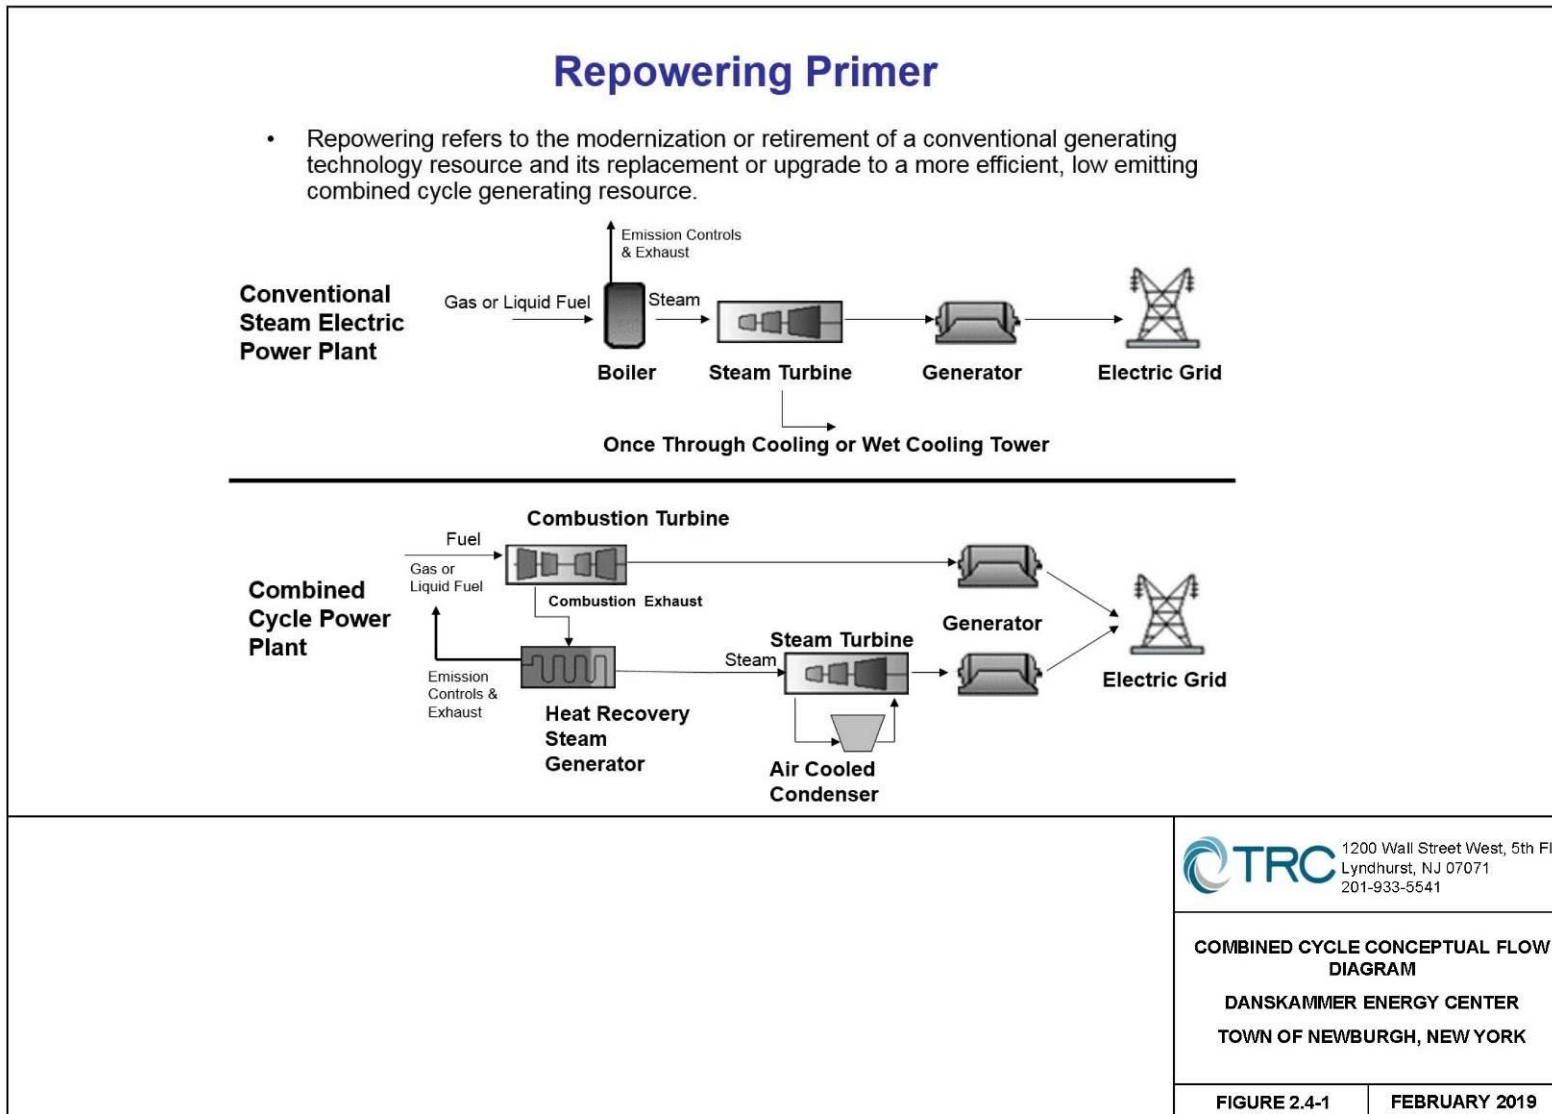 Repowering Primer
• Repowering refers to the modernization or retirement of a conventional generating
technology resource and its replacement or upgrade to a more efficient, low emitting
combined cycle generating resource.
Emission Controls
& Exhaust
Conventional
Steam Electric
Power Plant
Gas or Liquid Fuel
Steam
Boiler
Steam Turbine
Generator
Electric Grid
Once Through Cooling or Wet Cooling Tower
Combustion Turbine
Fuel
Gas or
Liquid Fuel
Combined
Cycle Power
Plant
Combustion Exhaust
Generator
Steam Turbine
Steam
Electric Grid
Emission
Controls &
Exhaust
Heat Recovery
Steam
Generator
Air Cooled
Condenser
TRC
1200 Wall Street West, 5th Fl
Lyndhurst, NJ 07071
201-933-5541
COMBINED CYCLE CONCEPTUAL FLOW
DIAGRAM
DANSKAMMER ENERGY CENTER
TOWN OF NEWBURGH, NEW YORK
FIGURE 2.4-1
FEBRUARY 2019